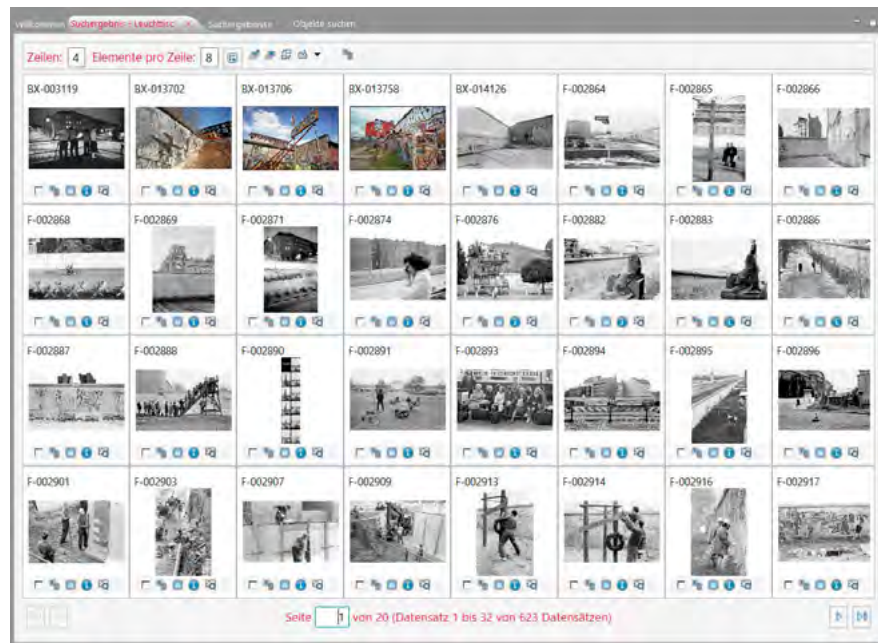 Willkommen Suchergebnis - Leuchttisc × Suchergebnisse Objekte suchen
Zeilen: 4 Elemente pro Zeile: 8
BX-003119 BX-013702 BX-013706 BX-013758 BX-014126 F-002864 F-002865 F-002866
F-002868 F-002869 F-002871 F-002874 F-002876 F-002882 F-002883 F-002886
F-002887 F-002888 F-002890 F-002891 F-002893 F-002894 F-002895 F-002896
F-002901 F-002903 F-002907 F-002909 F-002913 F-002914 F-002916 F-002917
Seite 1 von 20 (Datensatz 1 bis 32 von 623 Datensätzen)